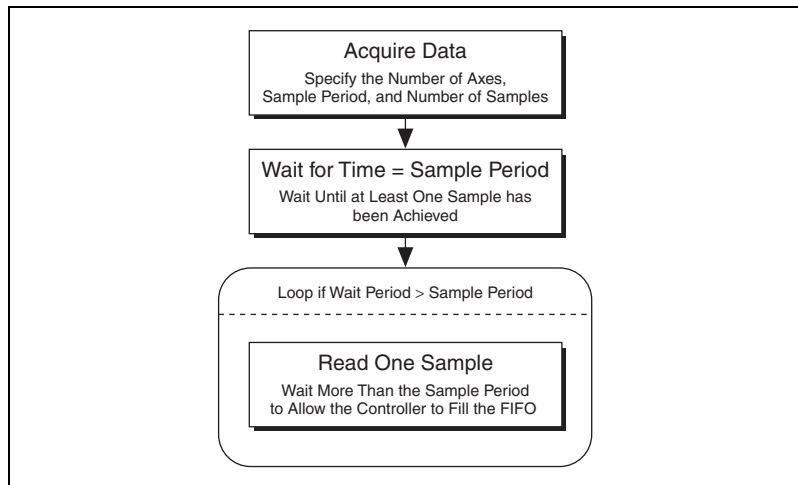 Acquire Data
Specify the Number of Axes,
Sample Period, and Number of Samples
Wait for Time = Sample Period
Wait Until at Least One Sample has
been Achieved
Loop if Wait Period > Sample Period
Read One Sample
Wait More Than the Sample Period
to Allow the Controller to Fill the FIFO